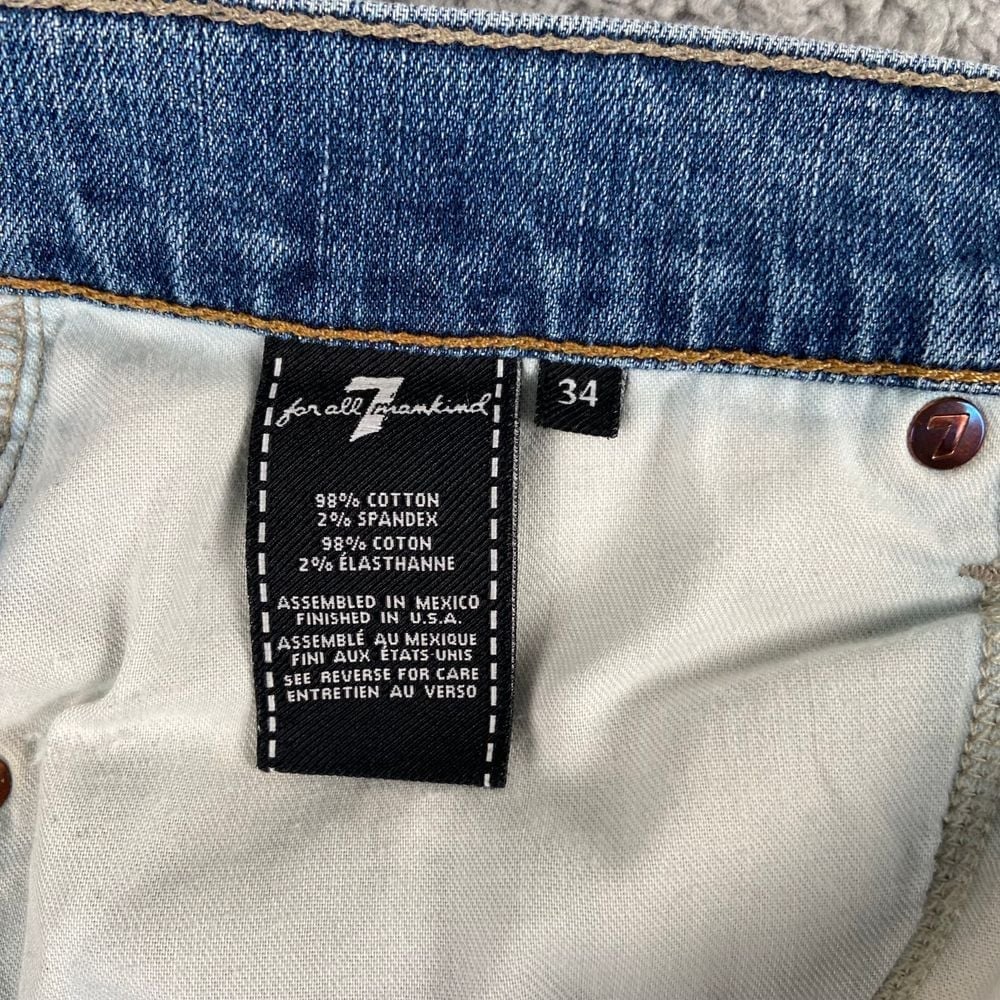 for all 7 mankind
34
7
98% COTTON
2% SPANDEX
98% COTON
2% ÉLASTHANNE
ASSEMBLED IN MEXICO
FINISHED IN U.S.A.
ASSEMBLÉ AU MEXIQUE
FINI AUX ÉTATS-UNIS
SEE REVERSE FOR CARE
ENTRETIEN AU VERSO